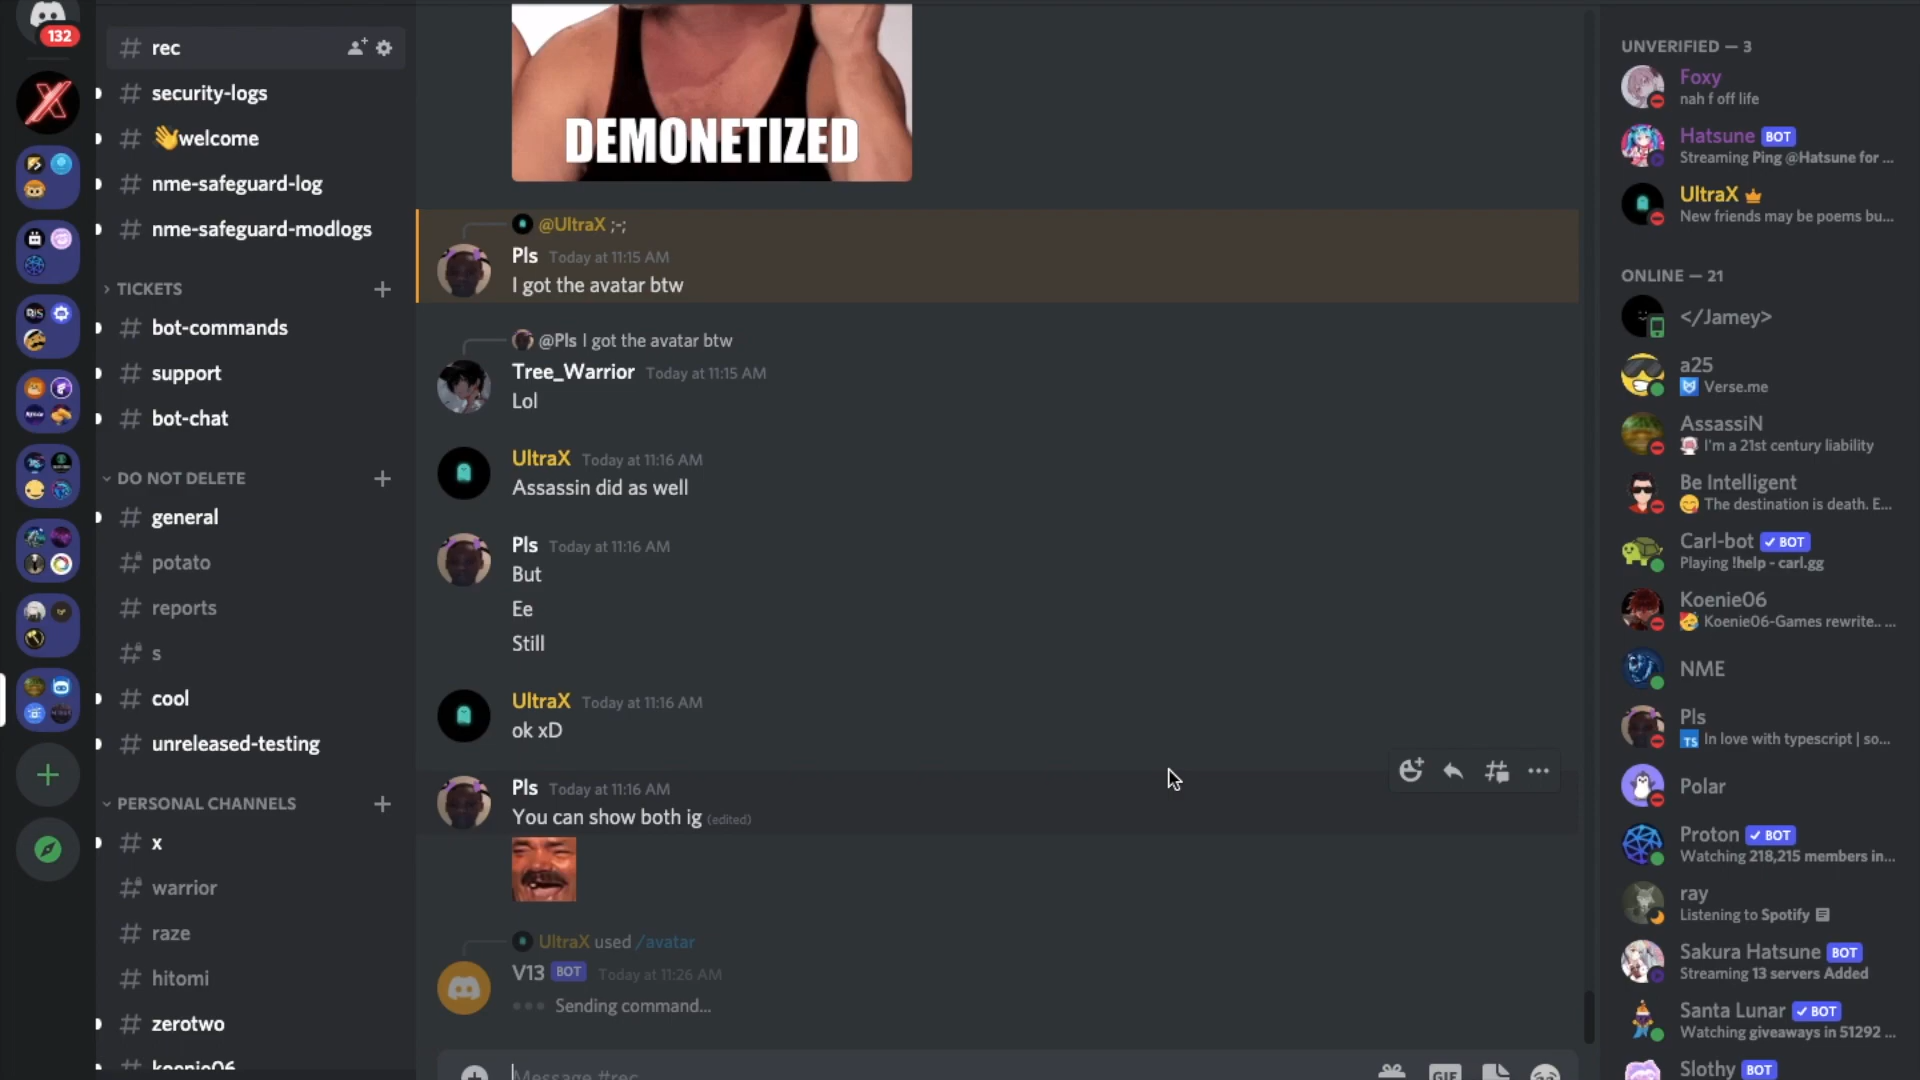 132
rec
security-logs
👋welcome
nme-safeguard-log
nme-safeguard-modlogs
TICKETS
bot-commands
support
bot-chat
DO NOT DELETE
general
potato
reports
s
cool
unreleased-testing
PERSONAL CHANNELS
x
warrior
raze
hitomi
zerotwo
koenie06
DEMONETIZED
@UltraX ;-;
Pls Today at 11:15 AM
I got the avatar btw
@Pls I got the avatar btw
Tree_Warrior Today at 11:15 AM
Lol
UltraX Today at 11:16 AM
Assassin did as well
Pls Today at 11:16 AM
But
Ee
Still
UltraX Today at 11:16 AM
ok xD
Pls Today at 11:16 AM
You can show both ig (edited)
UltraX used /avatar
V13 BOT Today at 11:26 AM
Sending command...
Message #rec
GIF
UNVERIFIED — 3
Foxy
nah f off life
Hatsune BOT
Streaming Ping @Hatsune for ...
UltraX
New friends may be poems bu...
ONLINE — 21
</Jamey>
a25
Verse.me
AssassiN
I'm a 21st century liability
Be Intelligent
The destination is death. E...
Carl-bot ✓ BOT
Playing !help - carl.gg
Koenie06
Koenie06-Games rewrite.. ...
NME
Pls
TS In love with typescript | so...
Polar
Proton ✓ BOT
Watching 218,215 members in...
ray
Listening to Spotify
Sakura Hatsune BOT
Streaming 13 servers Added
Santa Lunar ✓ BOT
Watching giveaways in 51292 ...
Slothy BOT